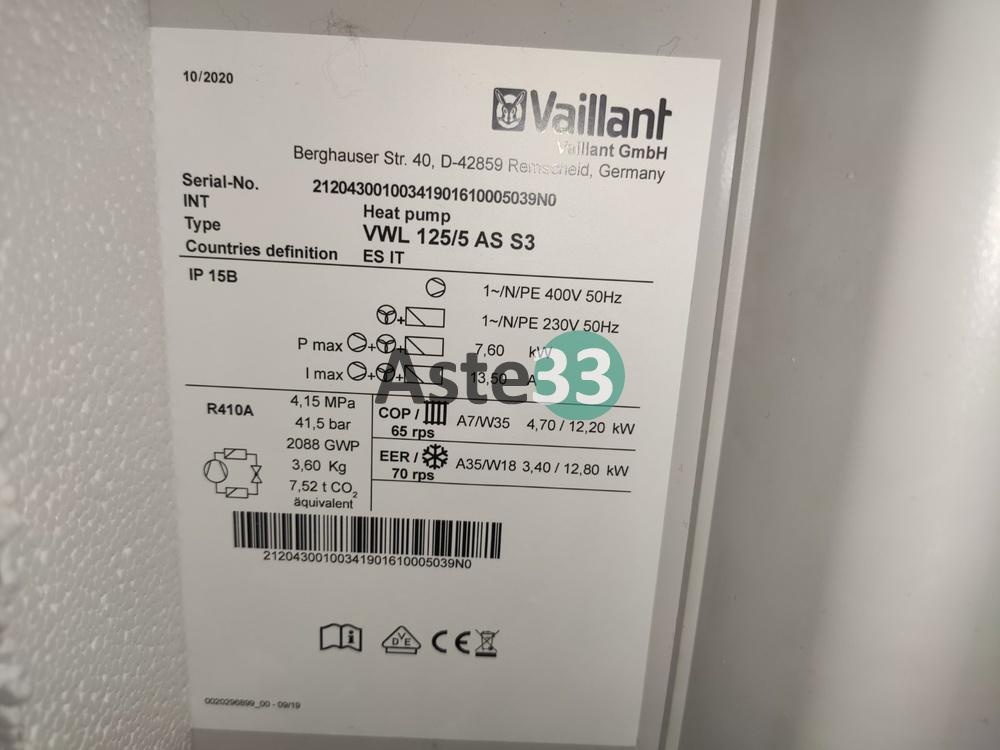 10/2020
Vaillant
Vaillant GmbH
Berghauser Str. 40, D-42859 Remscheid, Germany
Serial-No. 21204300100341901610005039N0
INT Heat pump
Type VWL 125/5 AS S3
Countries definition ES IT
IP 15B
1~/N/PE 400V 50Hz
+ 1~/N/PE 230V 50Hz
P max + + 7,60 kW
I max + + 13,50 A
Aste33
R410A
4,15 MPa
41,5 bar
2088 GWP
3,60 Kg
7,52 t CO2
äquivalent
COP / A7/W35 4,70 / 12,20 kW
65 rps
EER / A35/W18 3,40 / 12,80 kW
70 rps
21204300100341901610005039N0
i
DVE
CE
0020296899_00 - 09/19